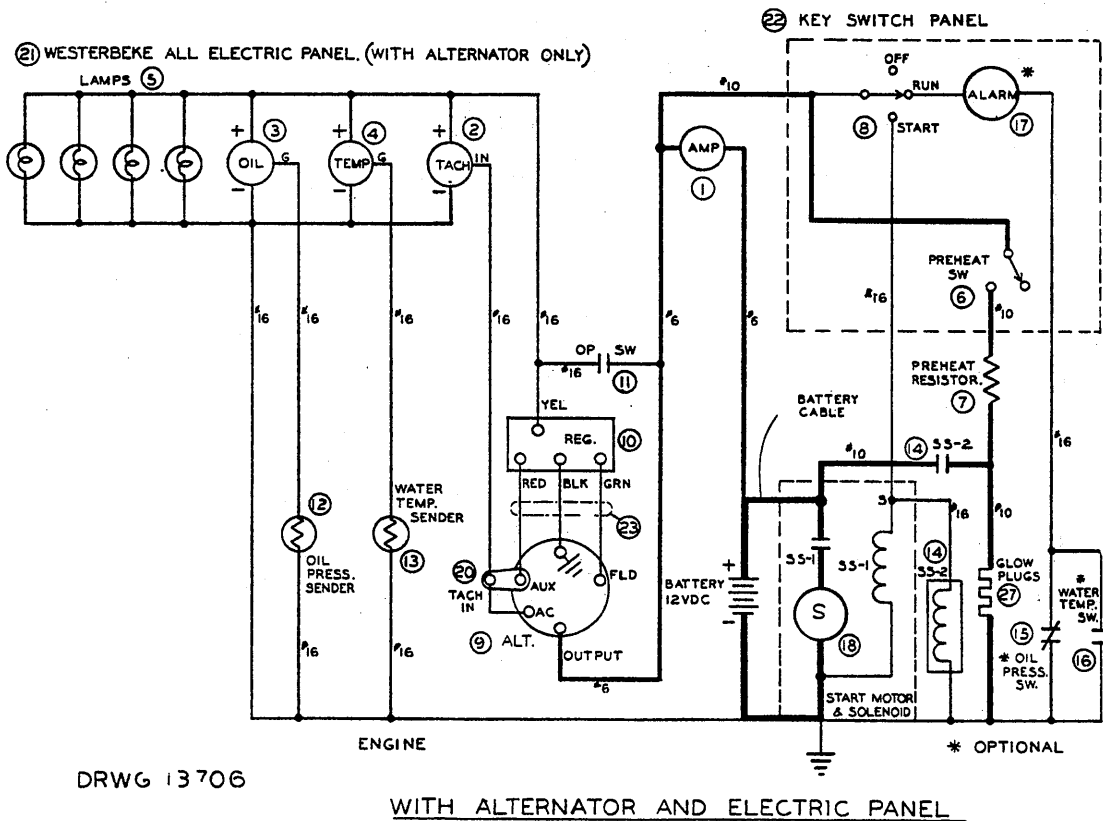 ㉒ KEY SWITCH PANEL
㉑ WESTERBEKE ALL ELECTRIC PANEL. (WITH ALTERNATOR ONLY)
LAMPS ⑤
OFF
RUN
START
⑧
ALARM
*
⑰
#10
+
OIL
G
-
③
+
TEMP
G
-
④
+
TACH
IN
-
②
AMP
①
PREHEAT
SW
⑥
#10
#16
#16
#16
#16
#16
#16
#6
#6
#16
OP SW
#16
⑪
PREHEAT
RESISTOR.
⑦
BATTERY
CABLE
YEL
REG.
⑩
RED
BLK
GRN
㉓
#10
⑭
SS-2
#16
⑫
OIL
PRESS.
SENDER
WATER
TEMP.
SENDER
⑬
S
#16
#10
SS-1
SS-1
⑭
SS-2
GLOW
PLUGS
㉗
⑳
TACH
IN
AUX
FLD
AC
⑨ ALT.
OUTPUT
#6
+
BATTERY
12VDC
-
S
⑱
*
WATER
TEMP.
SW.
⑯
⑮
* OIL
PRESS.
SW.
#16
#16
START MOTOR
& SOLENOID
ENGINE
* OPTIONAL
DRWG 13706
WITH ALTERNATOR AND ELECTRIC PANEL